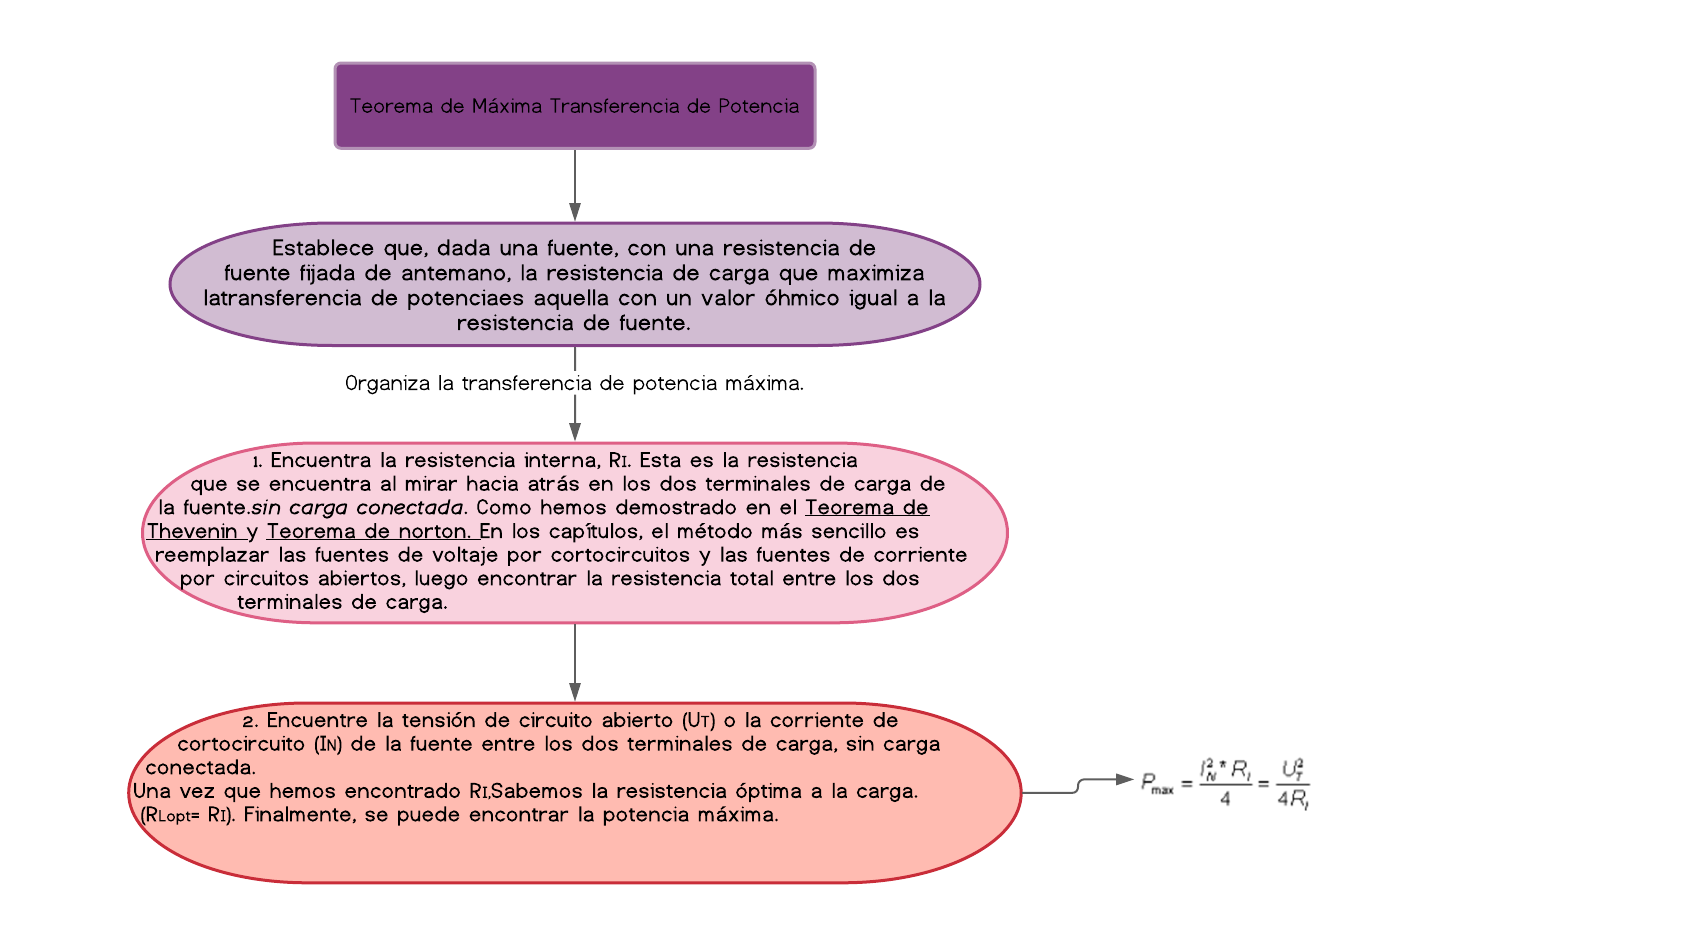 Teorema de Máxima Transferencia de Potencia
Establece que, dada una fuente, con una resistencia de
fuente fijada de antemano, la resistencia de carga que maximiza
latransferencia de potenciaes aquella con un valor óhmico igual a la
resistencia de fuente.
Organiza la transferencia de potencia máxima.
1. Encuentra la resistencia interna, RI. Esta es la resistencia
que se encuentra al mirar hacia atrás en los dos terminales de carga de
la fuente.sin carga conectada. Como hemos demostrado en el Teorema de
Thevenin y Teorema de norton. En los capítulos, el método más sencillo es
reemplazar las fuentes de voltaje por cortocircuitos y las fuentes de corriente
por circuitos abiertos, luego encontrar la resistencia total entre los dos
terminales de carga.
2. Encuentre la tensión de circuito abierto (UT) o la corriente de
cortocircuito (IN) de la fuente entre los dos terminales de carga, sin carga
conectada.
Una vez que hemos encontrado RI,Sabemos la resistencia óptima a la carga.
(RLopt= RI). Finalmente, se puede encontrar la potencia máxima.
P_max = (I_N^2 * R_I)/4 = U_T^2/(4R_I)